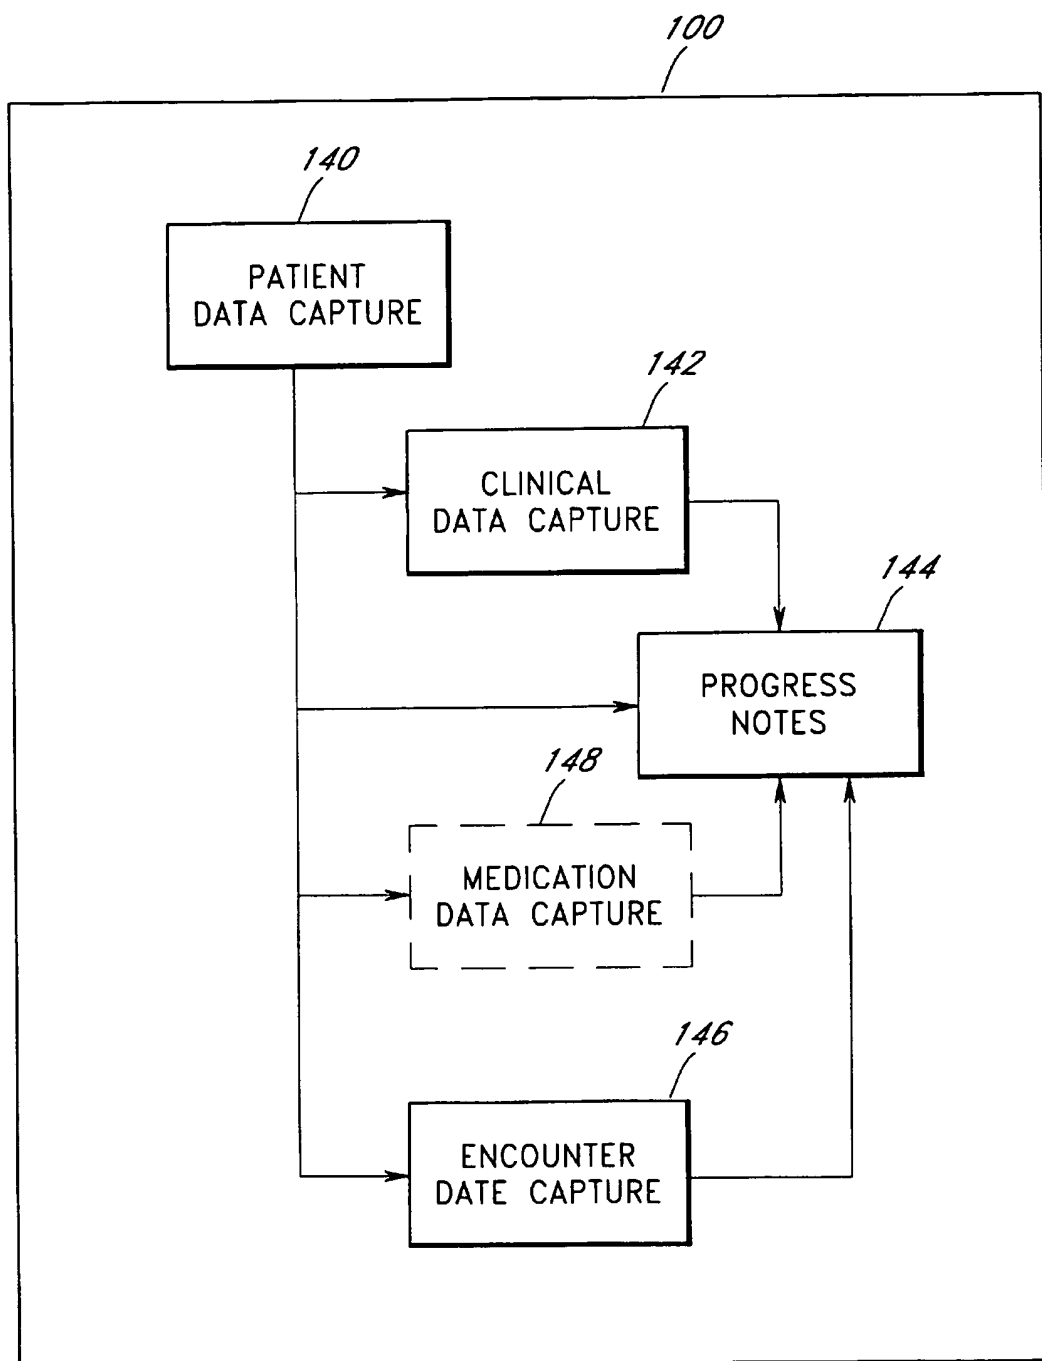 100
140
PATIENT
DATA CAPTURE
142
CLINICAL
DATA CAPTURE
144
PROGRESS
NOTES
148
MEDICATION
DATA CAPTURE
146
ENCOUNTER
DATE CAPTURE